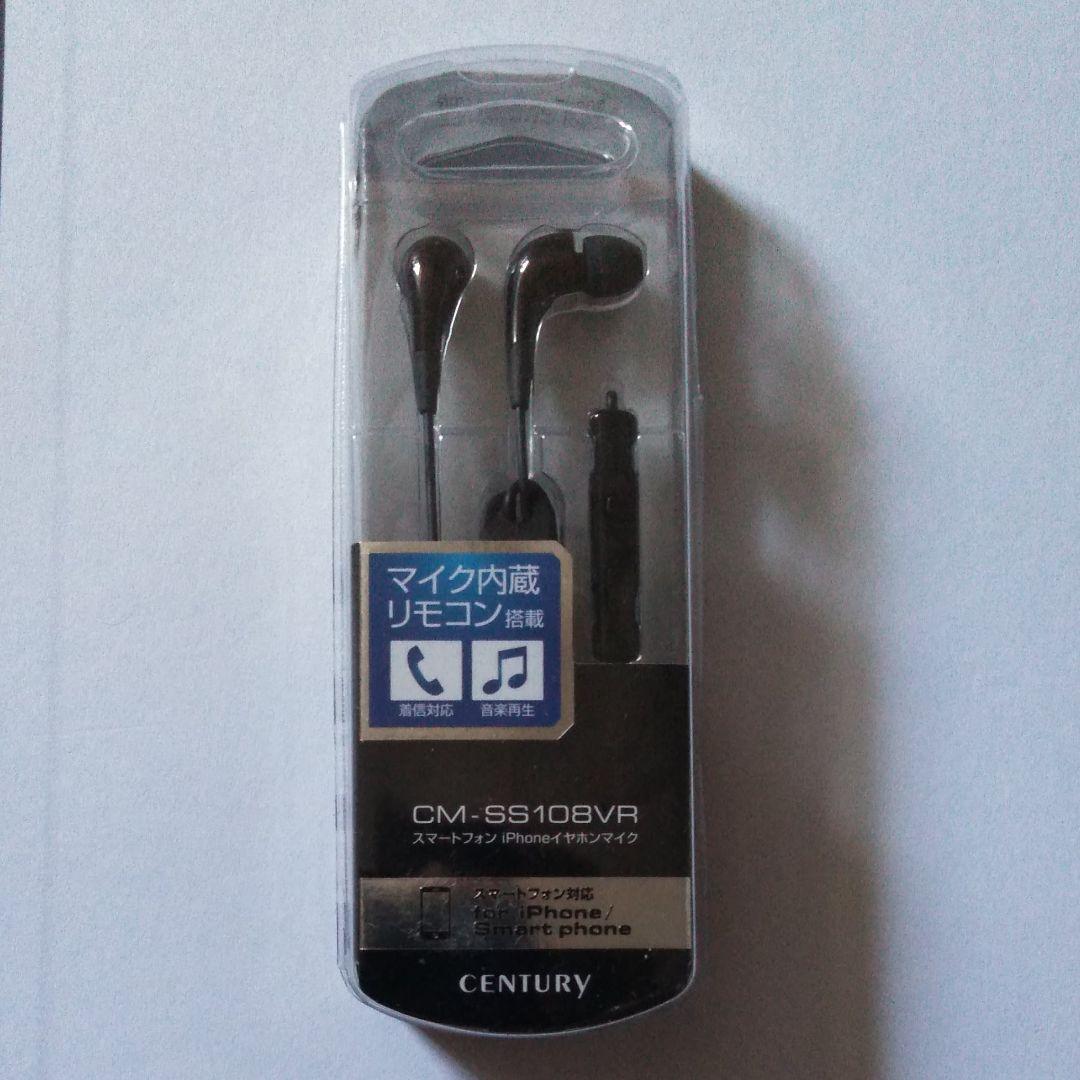 マイク内蔵
リモコン搭載
着信対応 音楽再生
CM-SS108VR
スマートフォン iPhoneイヤホンマイク
スマートフォン対応
for iPhone/
Smart phone
CENTURY